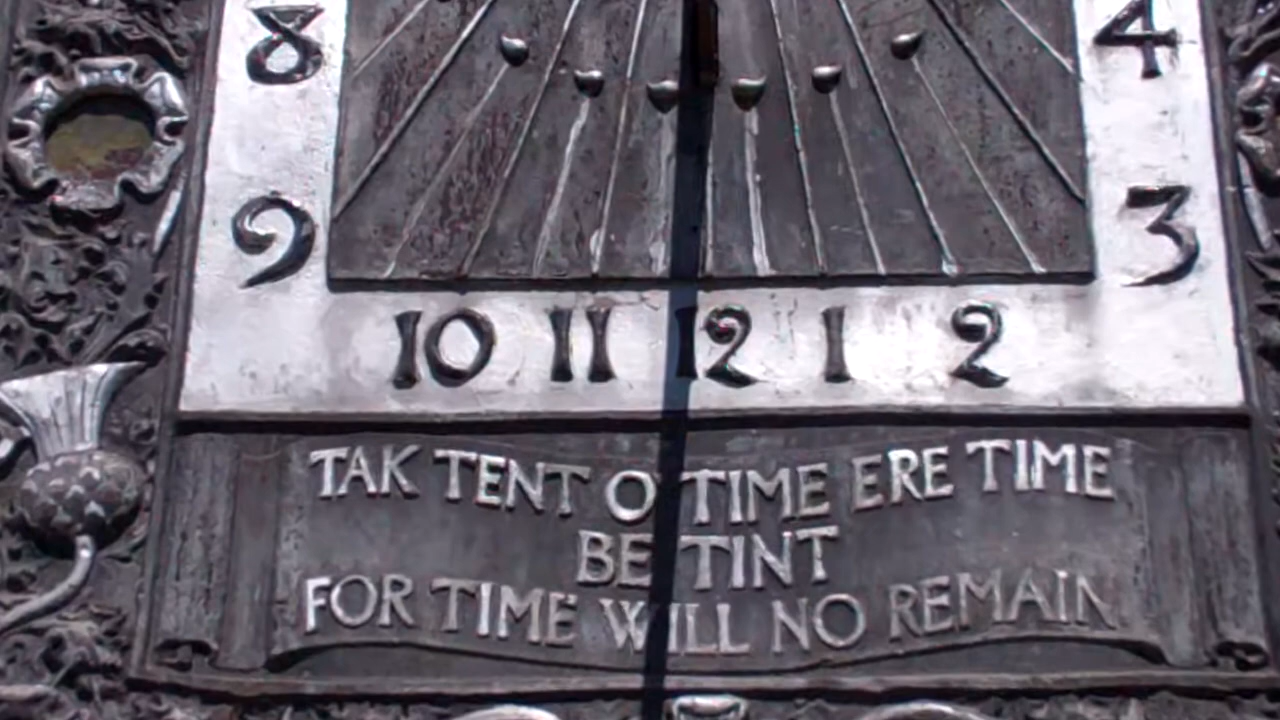 8 4
9 3
10 11 12 1 2
TAK TENT O TIME ERE TIME
BE TINT
FOR TIME WILL NO REMAIN